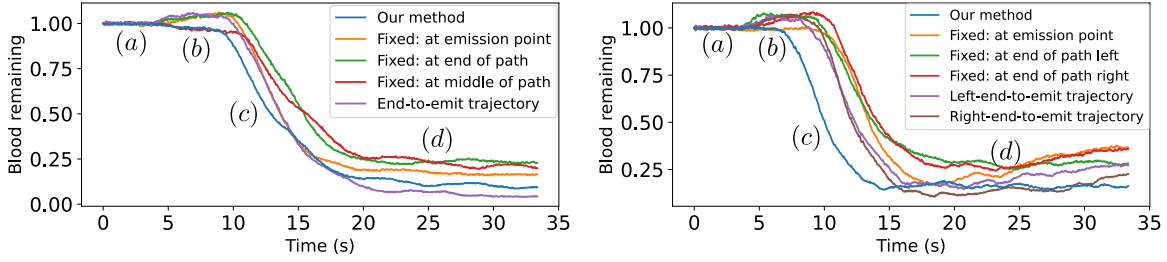 Blood remaining
1.00
0.75
0.50
0.25
0.00
(a)
(b)
(c)
(d)
Our method
Fixed: at emission point
Fixed: at end of path
Fixed: at middle of path
End-to-emit trajectory
0 5 10 15 20 25 30 35
Time (s)
Blood remaining
1.00
0.75
0.50
0.25
(a)
(b)
(c)
(d)
Our method
Fixed: at emission point
Fixed: at end of path left
Fixed: at end of path right
Left-end-to-emit trajectory
Right-end-to-emit trajectory
0 5 10 15 20 25 30 35
Time (s)